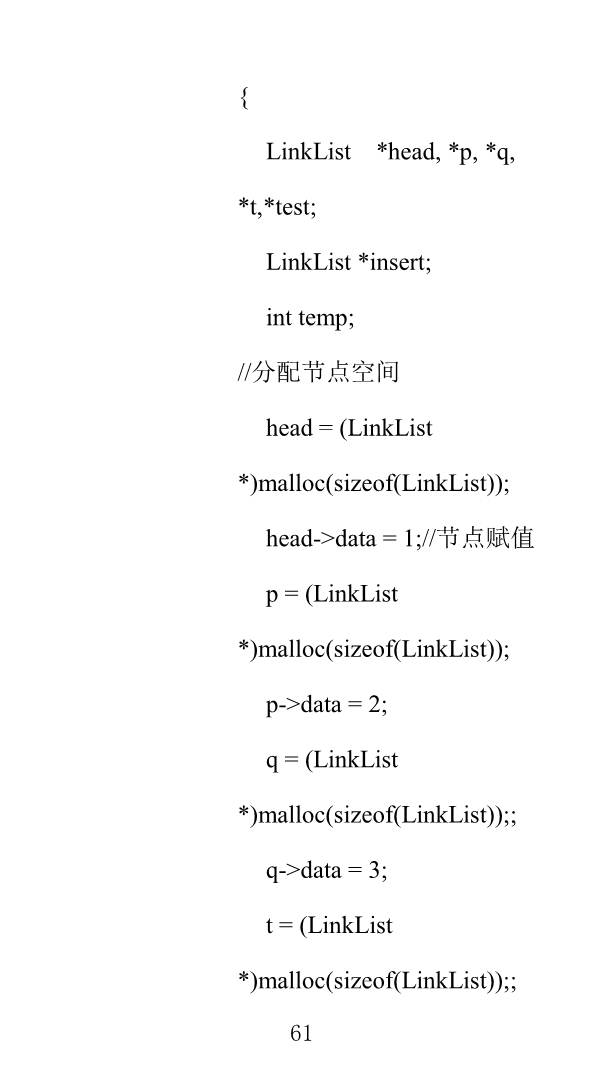 {
LinkList *head, *p, *q,
*t,*test;
LinkList *insert;
int temp;
//分配节点空间
head = (LinkList
*)malloc(sizeof(LinkList));
head->data = 1;//节点赋值
p = (LinkList
*)malloc(sizeof(LinkList));
p->data = 2;
q = (LinkList
*)malloc(sizeof(LinkList));;
q->data = 3;
t = (LinkList
*)malloc(sizeof(LinkList));;
61